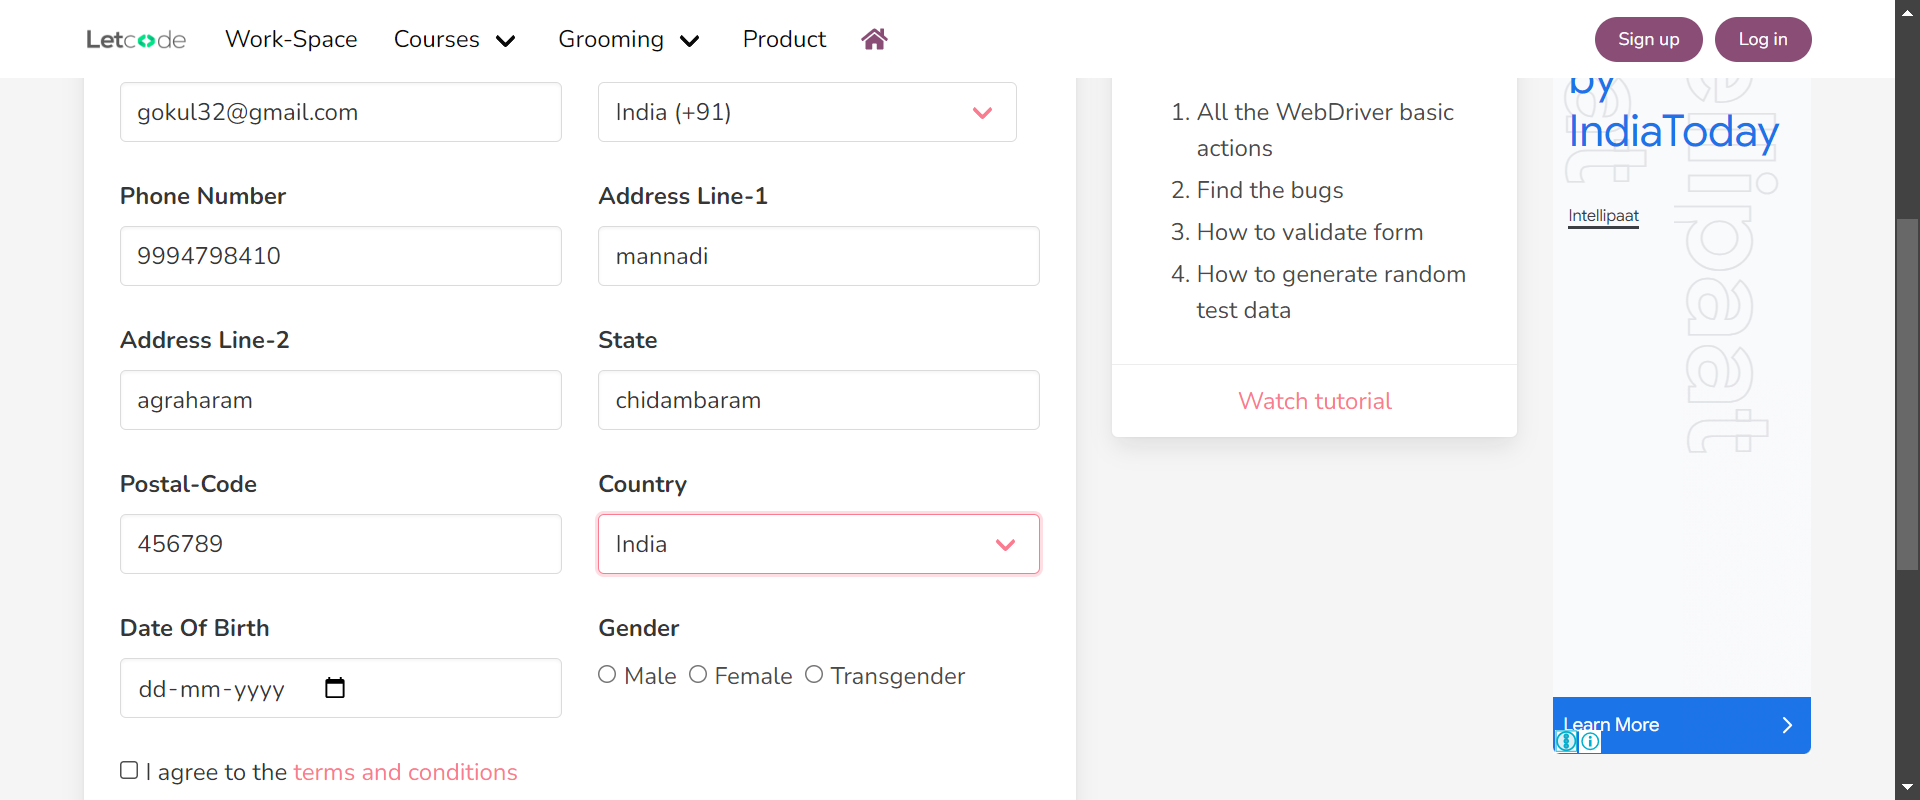 Letcode
Work-Space
Courses
Grooming
Product
Sign up
Log in
gokul32@gmail.com
India (+91)
Phone Number
Address Line-1
9994798410
mannadi
Address Line-2
State
agraharam
chidambaram
Postal-Code
Country
456789
India
Date Of Birth
Gender
dd-mm-yyyy
Male
Female
Transgender
I agree to the terms and conditions
1. All the WebDriver basic
actions
2. Find the bugs
3. How to validate form
4. How to generate random
test data
Watch tutorial
by
IndiaToday
Intellipaat
ellipaat
at
Learn More